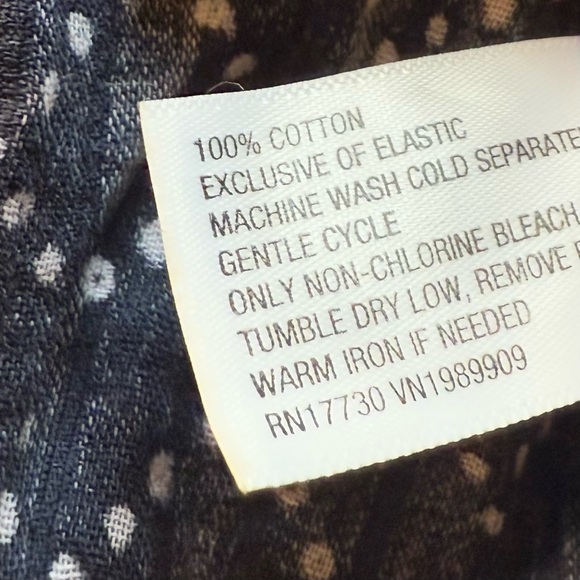 100% COTTON
EXCLUSIVE OF ELASTIC
MACHINE WASH COLD SEPARATE
GENTLE CYCLE
ONLY NON-CHLORINE BLEACH
TUMBLE DRY LOW, REMOVE
WARM IRON IF NEEDED
RN17730 VN1989909